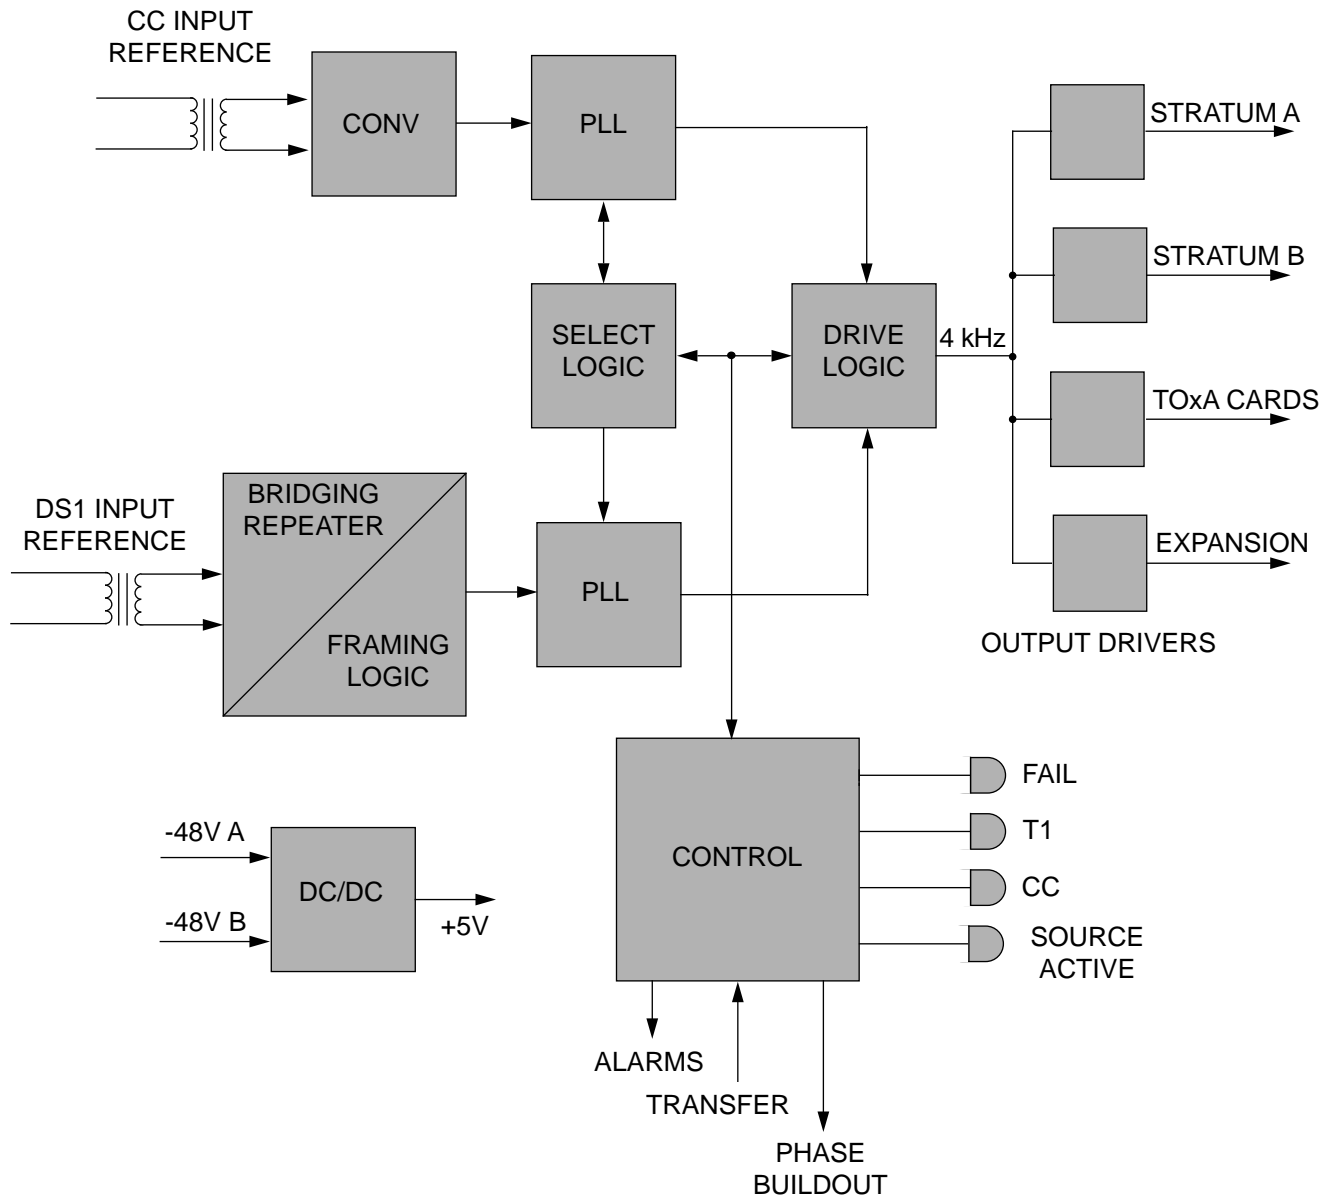 CC INPUT
REFERENCE
CONV
PLL
STRATUM A
STRATUM B
SELECT
LOGIC
DRIVE
LOGIC
4 kHz
TOxA CARDS
DS1 INPUT
REFERENCE
BRIDGING
REPEATER
FRAMING
LOGIC
PLL
EXPANSION
OUTPUT DRIVERS
-48V A
-48V B
DC/DC
+5V
CONTROL
FAIL
T1
CC
SOURCE
ACTIVE
ALARMS
TRANSFER
PHASE
BUILDOUT